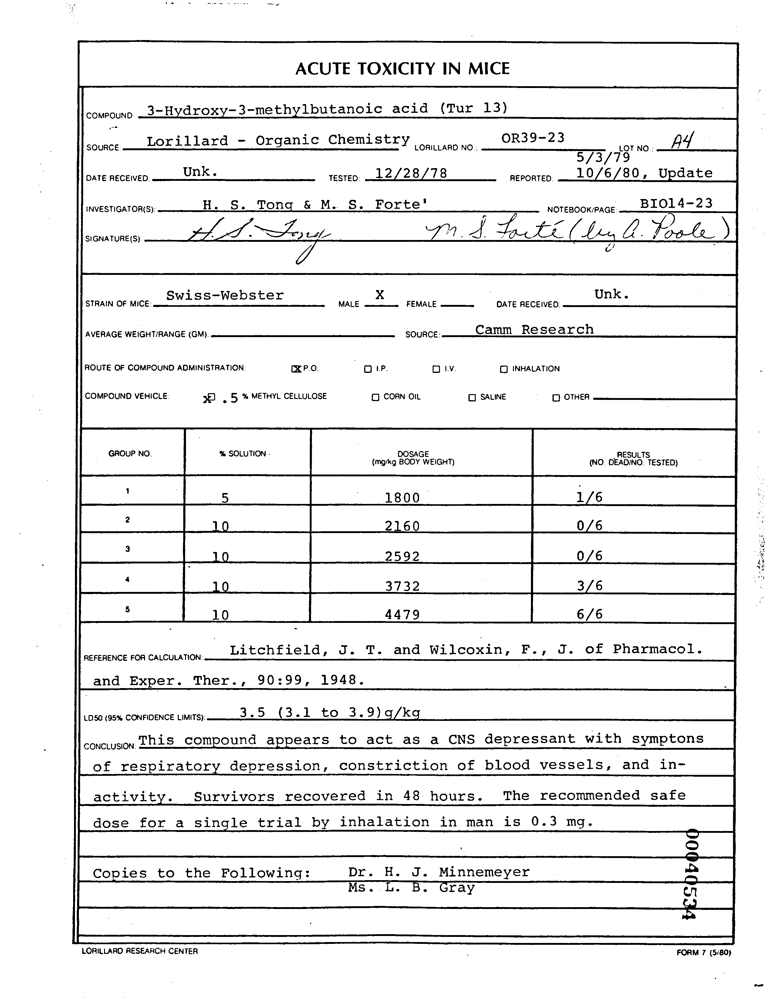 ACUTE TOXICITY IN MICE
COMPOUND 3-Hydroxy-3-methylbutanoic acid (Tur 13)
SOURCE Lorillard - Organic Chemistry LORILLARD NO.: OR39-23 LOT NO: A4
5/3/79
DATE RECEIVED: Unk. TESTED: 12/28/78 REPORTED: 10/6/80, Update
INVESTIGATOR(S): H. S. Tong & M. S. Forte' NOTEBOOK/PAGE: BIO14-23
SIGNATURE(S): H. S. Tong M. S. Forté (by A. Poole)
STRAIN OF MICE: Swiss-Webster MALE X FEMALE DATE RECEIVED: Unk.
AVERAGE WEIGHT/RANGE (GM): SOURCE: Camm Research
ROUTE OF COMPOUND ADMINISTRATION: ☒ P.O. ☐ I.P. ☐ I.V. ☐ INHALATION
COMPOUND VEHICLE: ☒ .5 % METHYL CELLULOSE ☐ CORN OIL ☐ SALINE ☐ OTHER
GROUP NO. % SOLUTION DOSAGE (mg/kg BODY WEIGHT) RESULTS (NO. DEAD/NO. TESTED)
1 5 1800 1/6
2 10 2160 0/6
3 10 2592 0/6
4 10 3732 3/6
5 10 4479 6/6
REFERENCE FOR CALCULATION: Litchfield, J. T. and Wilcoxin, F., J. of Pharmacol.
and Exper. Ther., 90:99, 1948.
LD50 (95% CONFIDENCE LIMITS): 3.5 (3.1 to 3.9)g/kg
CONCLUSION: This compound appears to act as a CNS depressant with symptons
of respiratory depression, constriction of blood vessels, and in-
activity. Survivors recovered in 48 hours. The recommended safe
dose for a single trial by inhalation in man is 0.3 mg.
Copies to the Following: Dr. H. J. Minnemeyer
Ms. L. B. Gray
00040534
LORILLARD RESEARCH CENTER FORM 7 (5/80)